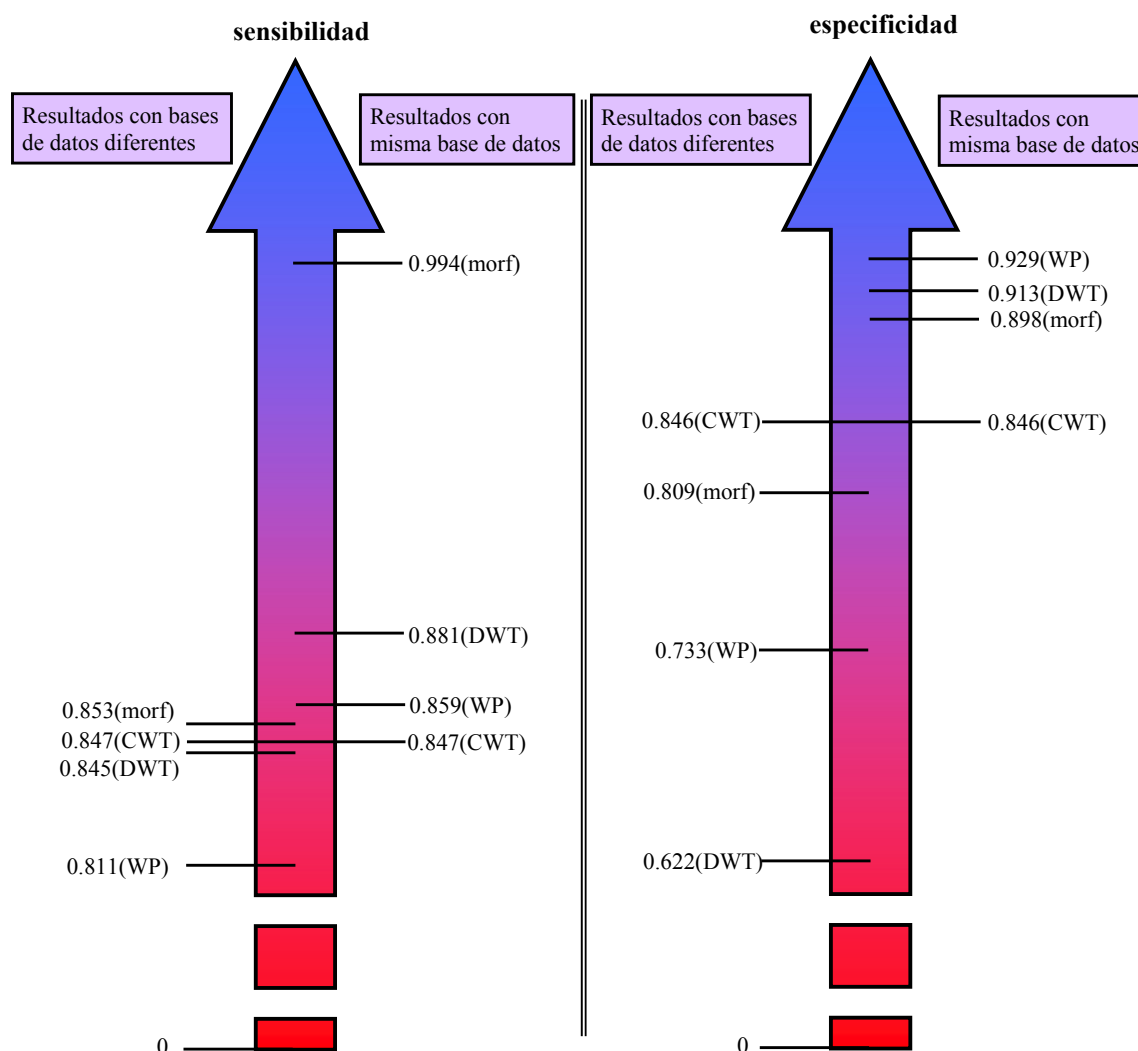 sensibilidad
Resultados con bases
de datos diferentes
Resultados con
misma base de datos
0.994(morf)
0.881(DWT)
0.859(WP)
0.853(morf)
0.847(CWT)
0.847(CWT)
0.845(DWT)
0.811(WP)
0
especificidad
Resultados con bases
de datos diferentes
Resultados con
misma base de datos
0.929(WP)
0.913(DWT)
0.898(morf)
0.846(CWT)
0.846(CWT)
0.809(morf)
0.733(WP)
0.622(DWT)
0